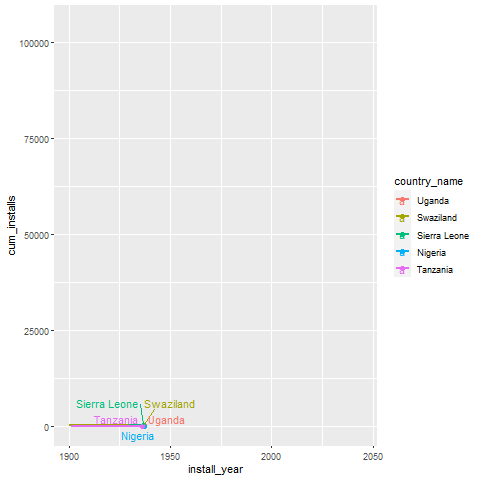 100000
75000
50000
25000
0
cum_installs
Sierra Leone
Swaziland
Tanzania
Uganda
Nigeria
1900
1950
2000
2050
install_year
country_name
Uganda
Swaziland
Sierra Leone
Nigeria
Tanzania